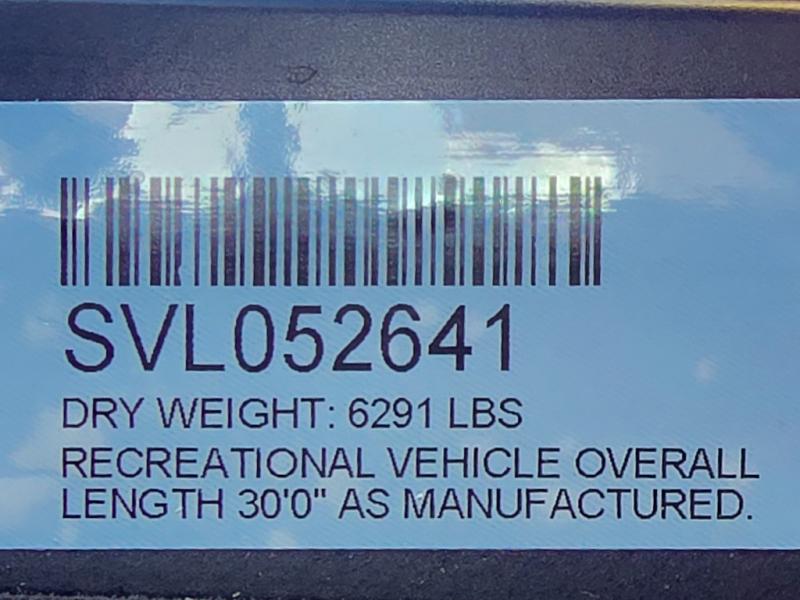 SVL052641
DRY WEIGHT: 6291 LBS
RECREATIONAL VEHICLE OVERALL
LENGTH 30'0" AS MANUFACTURED.